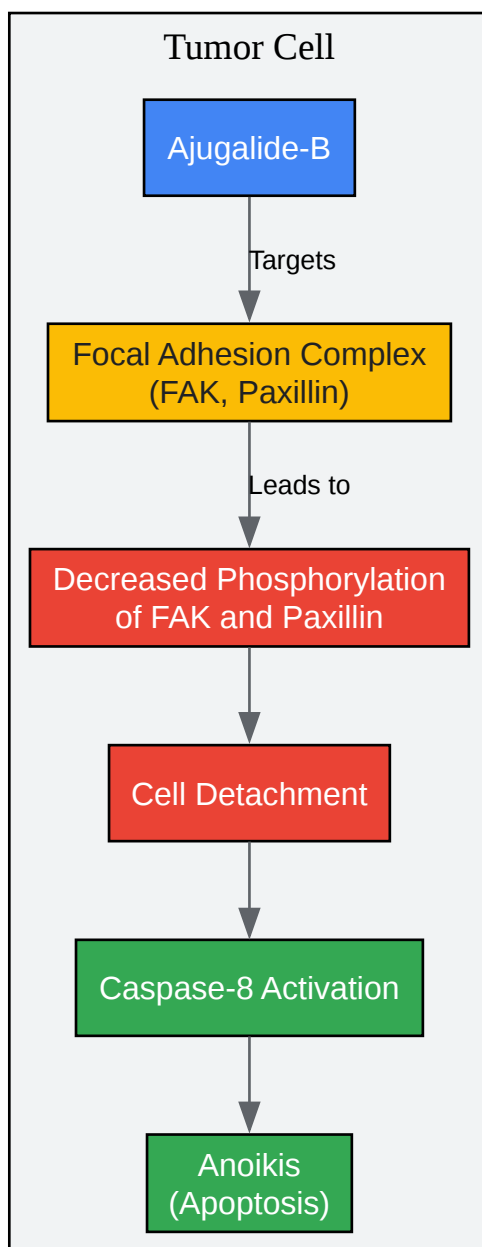 Tumor Cell
Ajugalide-B
Targets
Focal Adhesion Complex
(FAK, Paxillin)
Leads to
Decreased Phosphorylation
of FAK and Paxillin
Cell Detachment
Caspase-8 Activation
Anoikis
(Apoptosis)